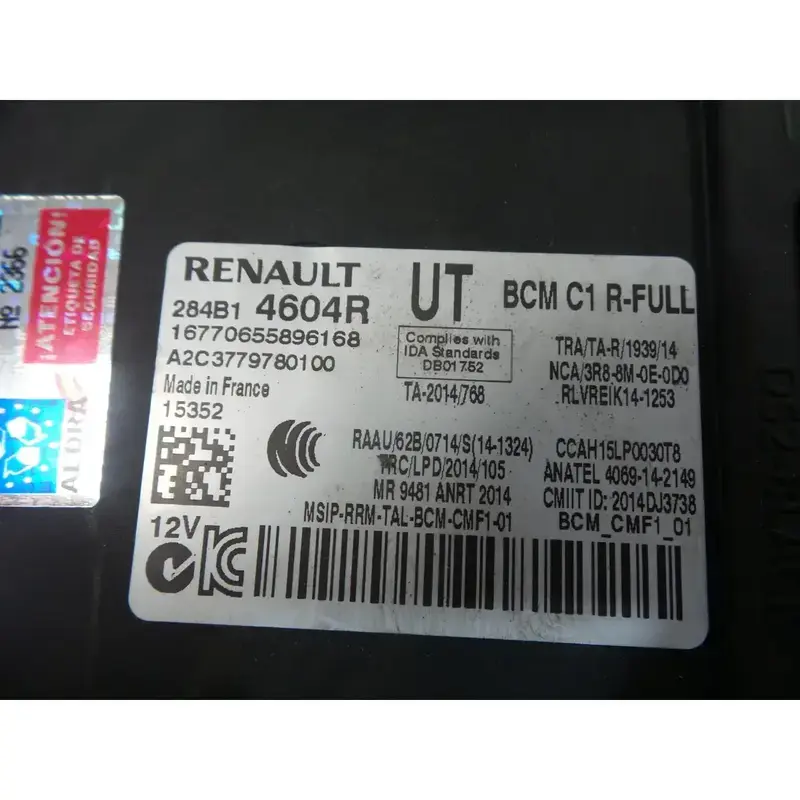 RENAULT UT BCM C1 R-FULL
284B1 4604R
16770655896168
A2C3779780100
Made in France
15352
Complies with
IDA Standards
DB01752
TA-2014/768
TRA/TA-R/1939/14
NCA/3R8-8M-0E-0D0
RLVREIK14-1253
RAAU/62B/0714/S(14-1324)
TRC/LPD/2014/105
MR 9481 ANRT 2014
MSIP-RRM-TAL-BCM-CMF1-01
CCAH15LP0030T8
ANATEL 4069-14-2149
CMIIT ID: 2014DJ3738
BCM_CMF1_01
12V
Nº 2366
¡ATENCIÓN!
ETIQUETA DE
SEGURIDAD